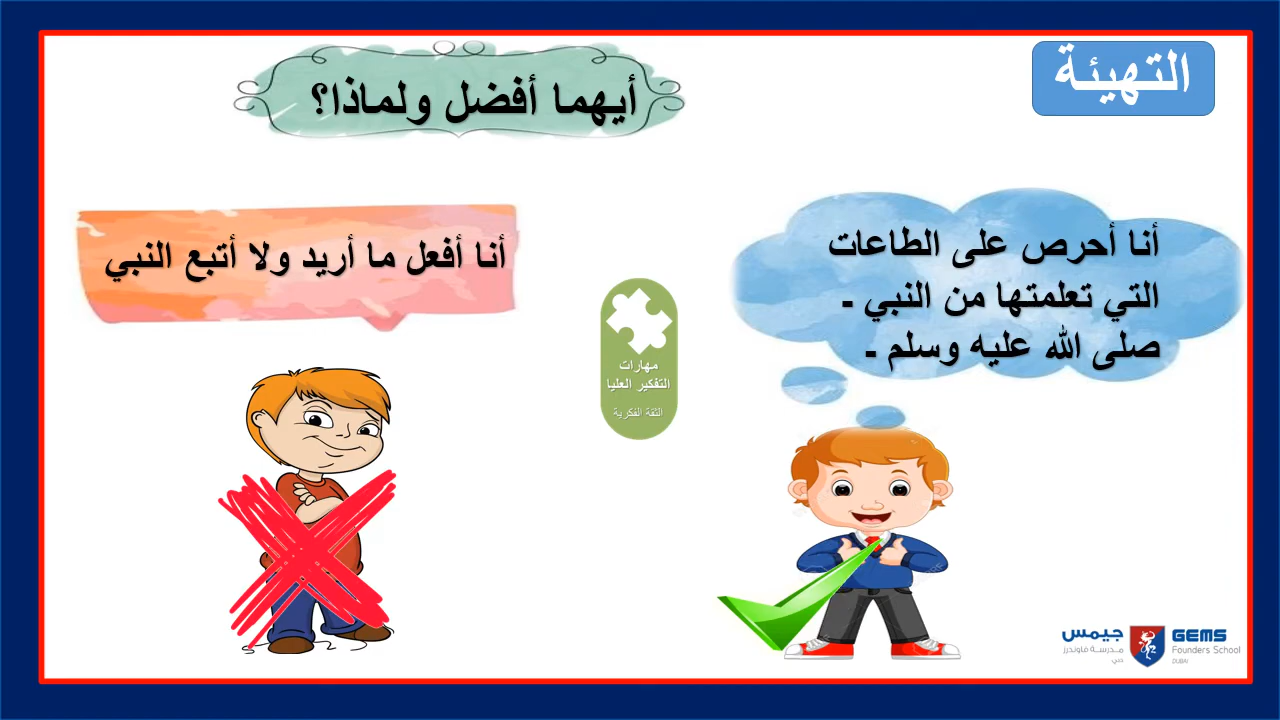 التهيئة
أيهما أفضل ولماذا؟
أنا أحرص على الطاعات
التي تعلمتها من النبي -
صلى الله عليه وسلم -
أنا أفعل ما أريد ولا أتبع النبي
مهارات
التفكير العليا
الثقة الفكرية
جيمس
مدرسة فاوندرز
دبي
GEMS
Founders School
DUBAI